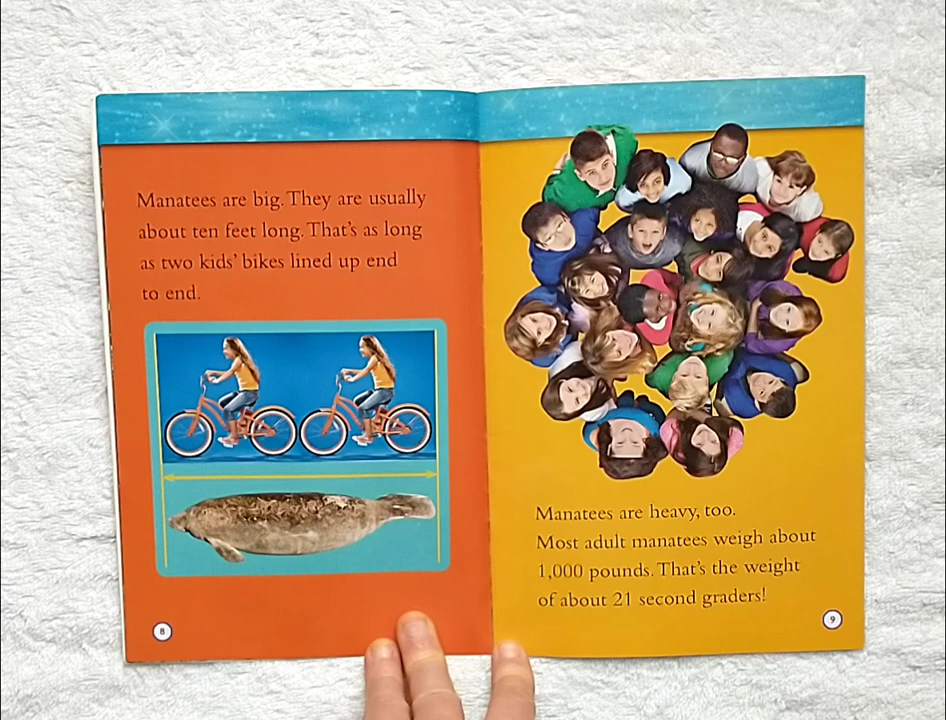 Manatees are big. They are usually
about ten feet long. That's as long
as two kids' bikes lined up end
to end.
8
Manatees are heavy, too.
Most adult manatees weigh about
1,000 pounds. That's the weight
of about 21 second graders!
9